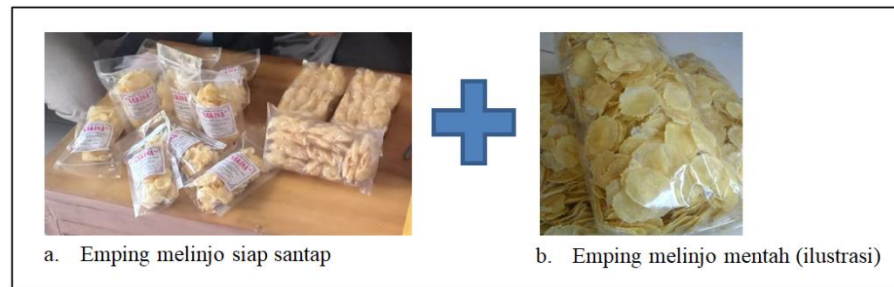 a. Emping melinjo siap santap
b. Emping melinjo mentah (ilustrasi)